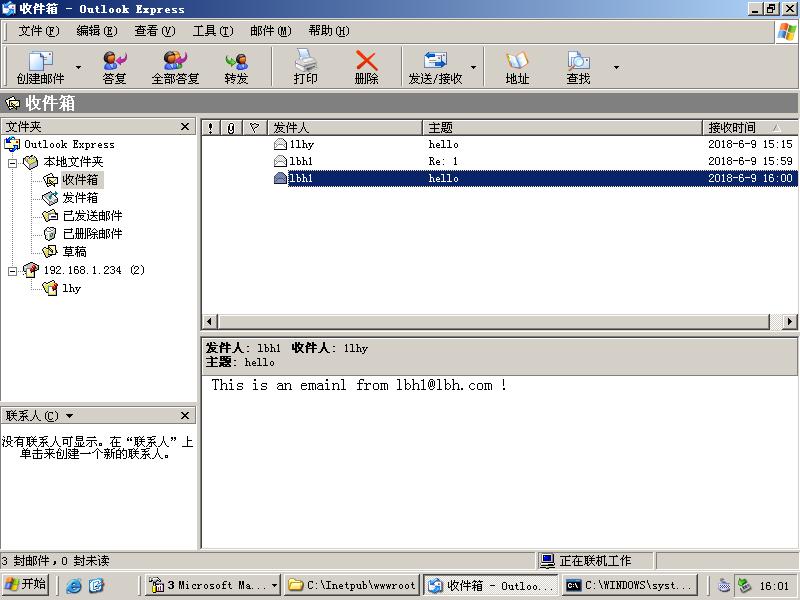 收件箱 - Outlook Express
文件(F) 编辑(E) 查看(V) 工具(T) 邮件(M) 帮助(H)
创建邮件 答复 全部答复 转发 打印 删除 发送/接收 地址 查找
收件箱
文件夹
Outlook Express
本地文件夹
收件箱
发件箱
已发送邮件
已删除邮件
草稿
192.168.1.234 (2)
lhy
! 发件人 主题 接收时间
1lhy hello 2018-6-9 15:15
lbh1 Re: 1 2018-6-9 15:59
lbh1 hello 2018-6-9 16:00
发件人: lbh1 收件人: 1lhy
主题: hello
This is an emainl from lbh1@lbh.com !
联系人(C)
没有联系人可显示。在“联系人”上
单击来创建一个新的联系人。
3 封邮件，0 封未读 正在联机工作
开始 3 Microsoft Ma... C:\Inetpub\wwwroot 收件箱 - Outloo... C:\WINDOWS\syst... 16:01